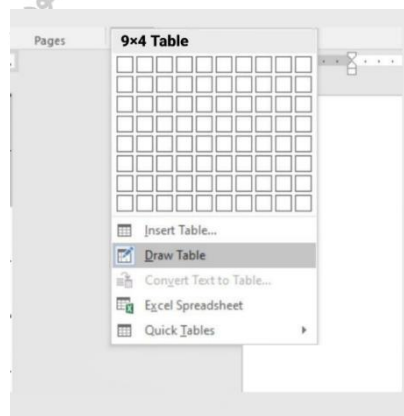 Pages
9×4 Table
Insert Table...
Draw Table
Convert Text to Table...
Excel Spreadsheet
Quick Tables